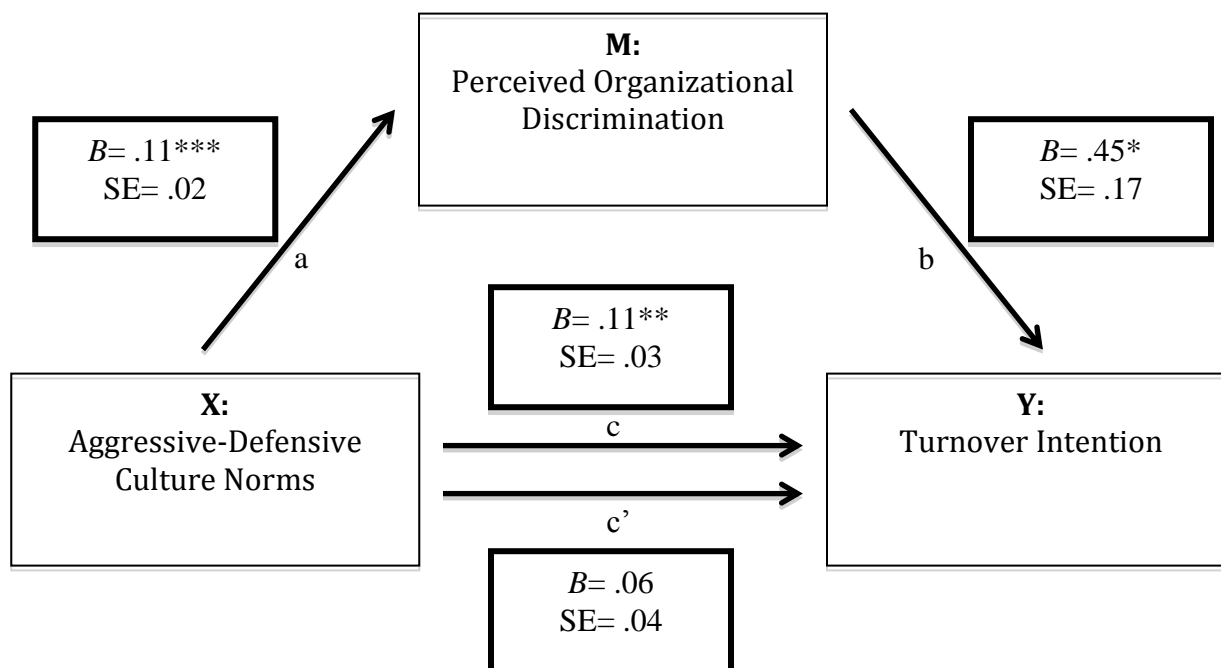 M:
Perceived Organizational
Discrimination
B= .11***
SE= .02
B= .45*
SE= .17
a
b
B= .11**
SE= .03
X:
Aggressive-Defensive
Culture Norms
c
c’
Y:
Turnover Intention
B= .06
SE= .04